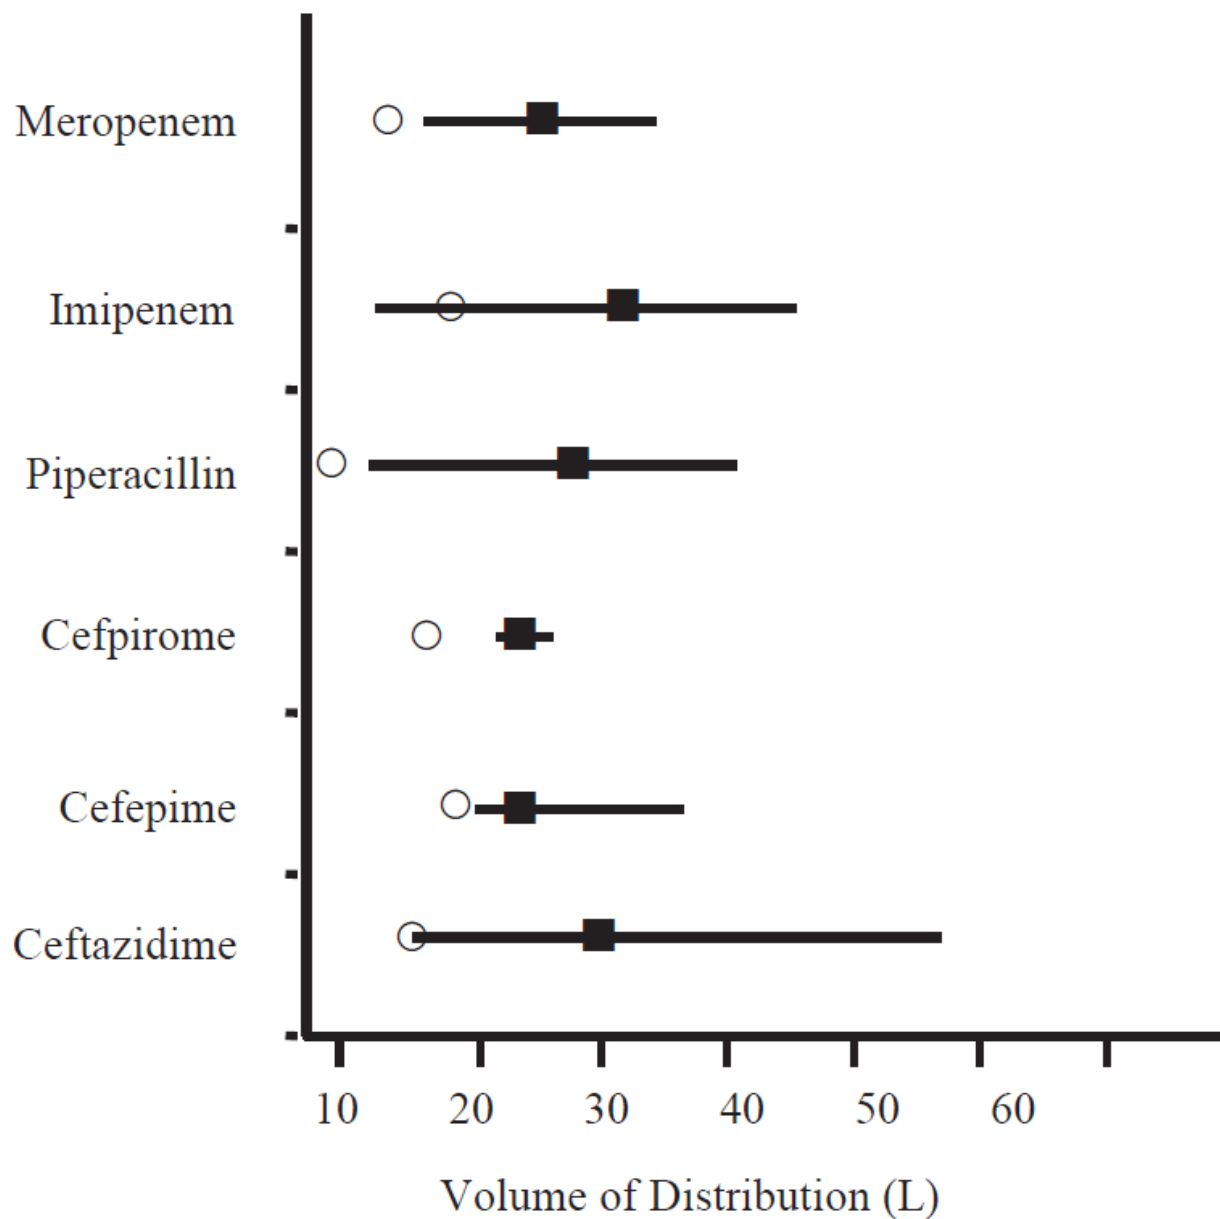 Meropenem
Imipenem
Piperacillin
Cefpirome
Cefepime
Ceftazidime
10 20 30 40 50 60
Volume of Distribution (L)